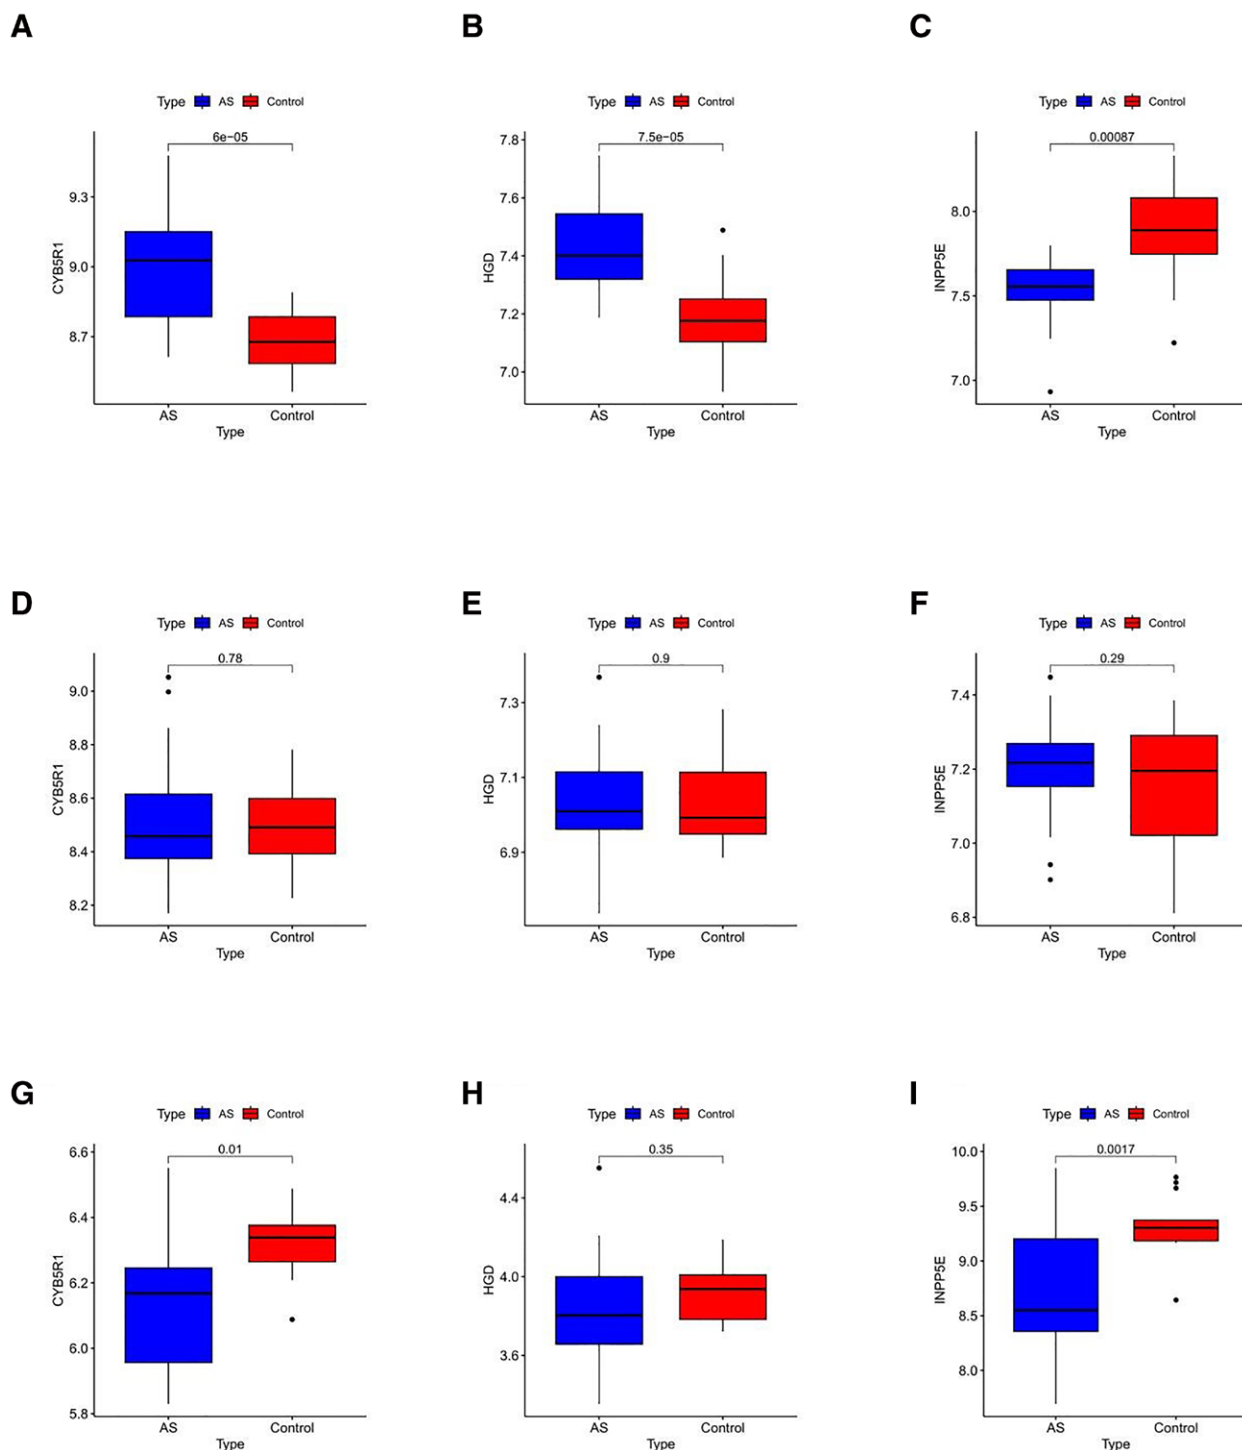 A
B
C
Type AS Control
Type AS Control
Type AS Control
6e−05
7.5e−05
0.00087
CYB5R1
9.3
9.0
8.7
HGD
7.8
7.6
7.4
7.2
7.0
INPP5E
8.0
7.5
7.0
AS Control
AS Control
AS Control
Type
Type
Type
D
E
F
Type AS Control
Type AS Control
Type AS Control
0.78
0.9
0.29
CYB5R1
9.0
8.8
8.6
8.4
8.2
HGD
7.3
7.1
6.9
INPP5E
7.4
7.2
7.0
6.8
AS Control
AS Control
AS Control
Type
Type
Type
G
H
I
Type AS Control
Type AS Control
Type AS Control
0.01
0.35
0.0017
CYB5R1
6.6
6.4
6.2
6.0
5.8
HGD
4.4
4.0
3.6
INPP5E
10.0
9.5
9.0
8.5
8.0
AS Control
AS Control
AS Control
Type
Type
Type